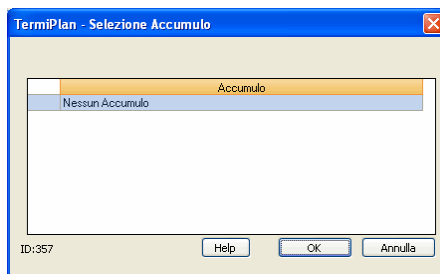 TermiPlan - Selezione Accumulo
Accumulo
Nessun Accumulo
ID:357
Help
OK
Annulla